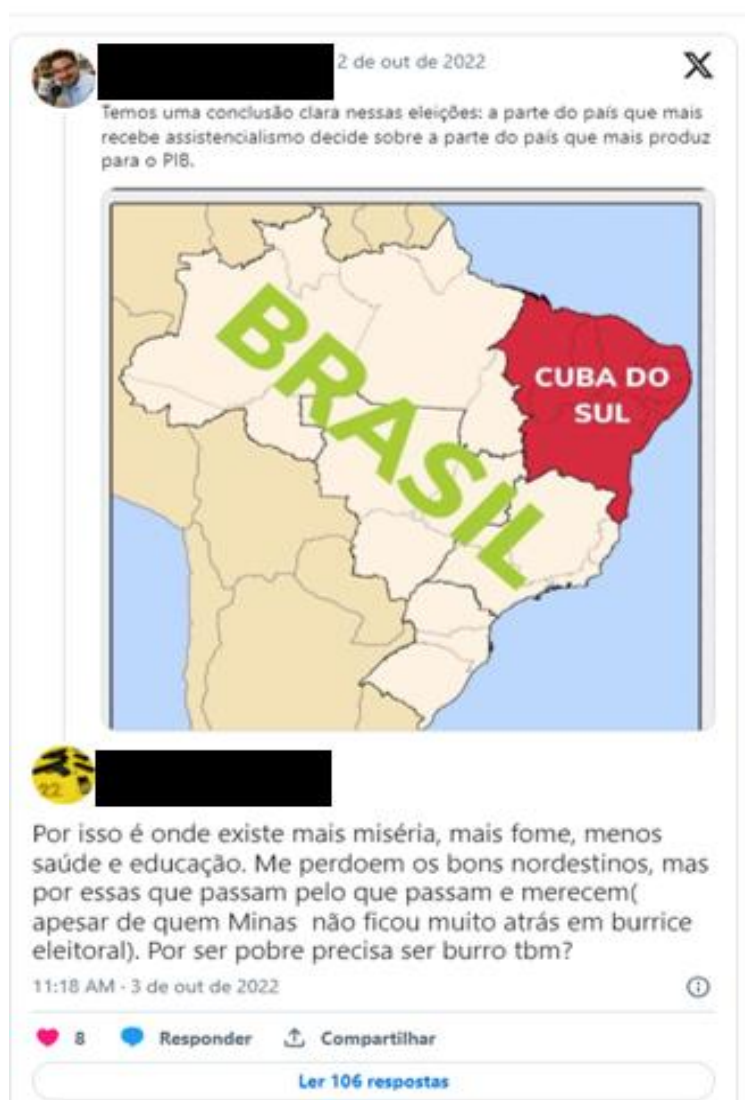 2 de out de 2022
Temos uma conclusão clara nessas eleições: a parte do país que mais
recebe assistencialismo decide sobre a parte do país que mais produz
para o PIB.
BRASIL
CUBA DO
SUL
22
Por isso é onde existe mais miséria, mais fome, menos
saúde e educação. Me perdoem os bons nordestinos, mas
por essas que passam pelo que passam e merecem(
apesar de quem Minas não ficou muito atrás em burrice
eleitoral). Por ser pobre precisa ser burro tbm?
11:18 AM · 3 de out de 2022
8 Responder Compartilhar
Ler 106 respostas